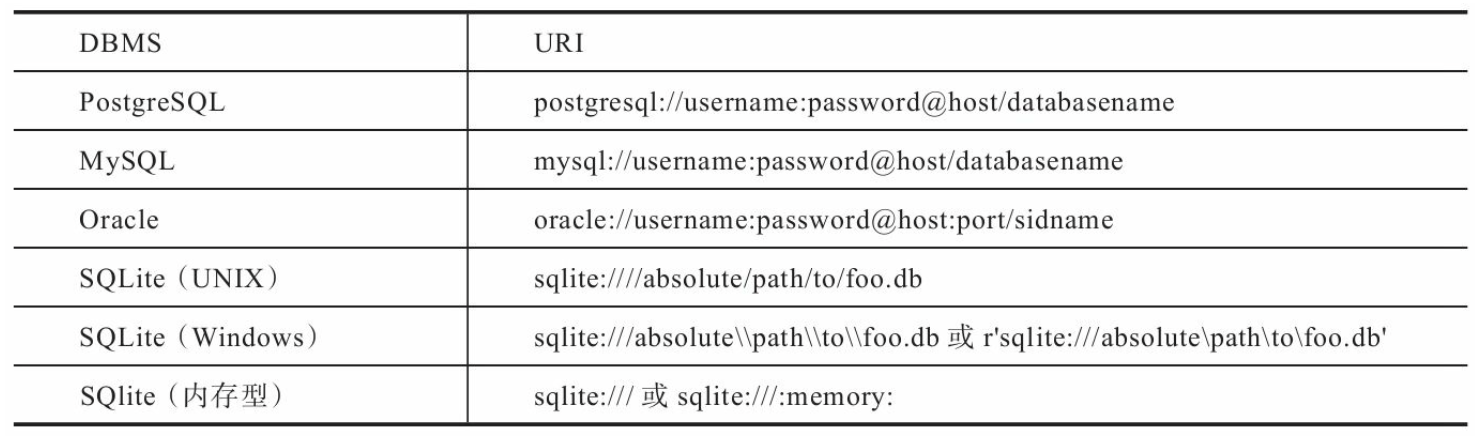 DBMS URI
PostgreSQL postgresql://username:password@host/databasename
MySQL mysql://username:password@host/databasename
Oracle oracle://username:password@host:port/sidname
SQLite（UNIX） sqlite:////absolute/path/to/foo.db
SQLite（Windows） sqlite:///absolute\\path\\to\\foo.db 或 r'sqlite:///absolute\path\to\foo.db'
SQlite（内存型） sqlite:/// 或 sqlite:///:memory: